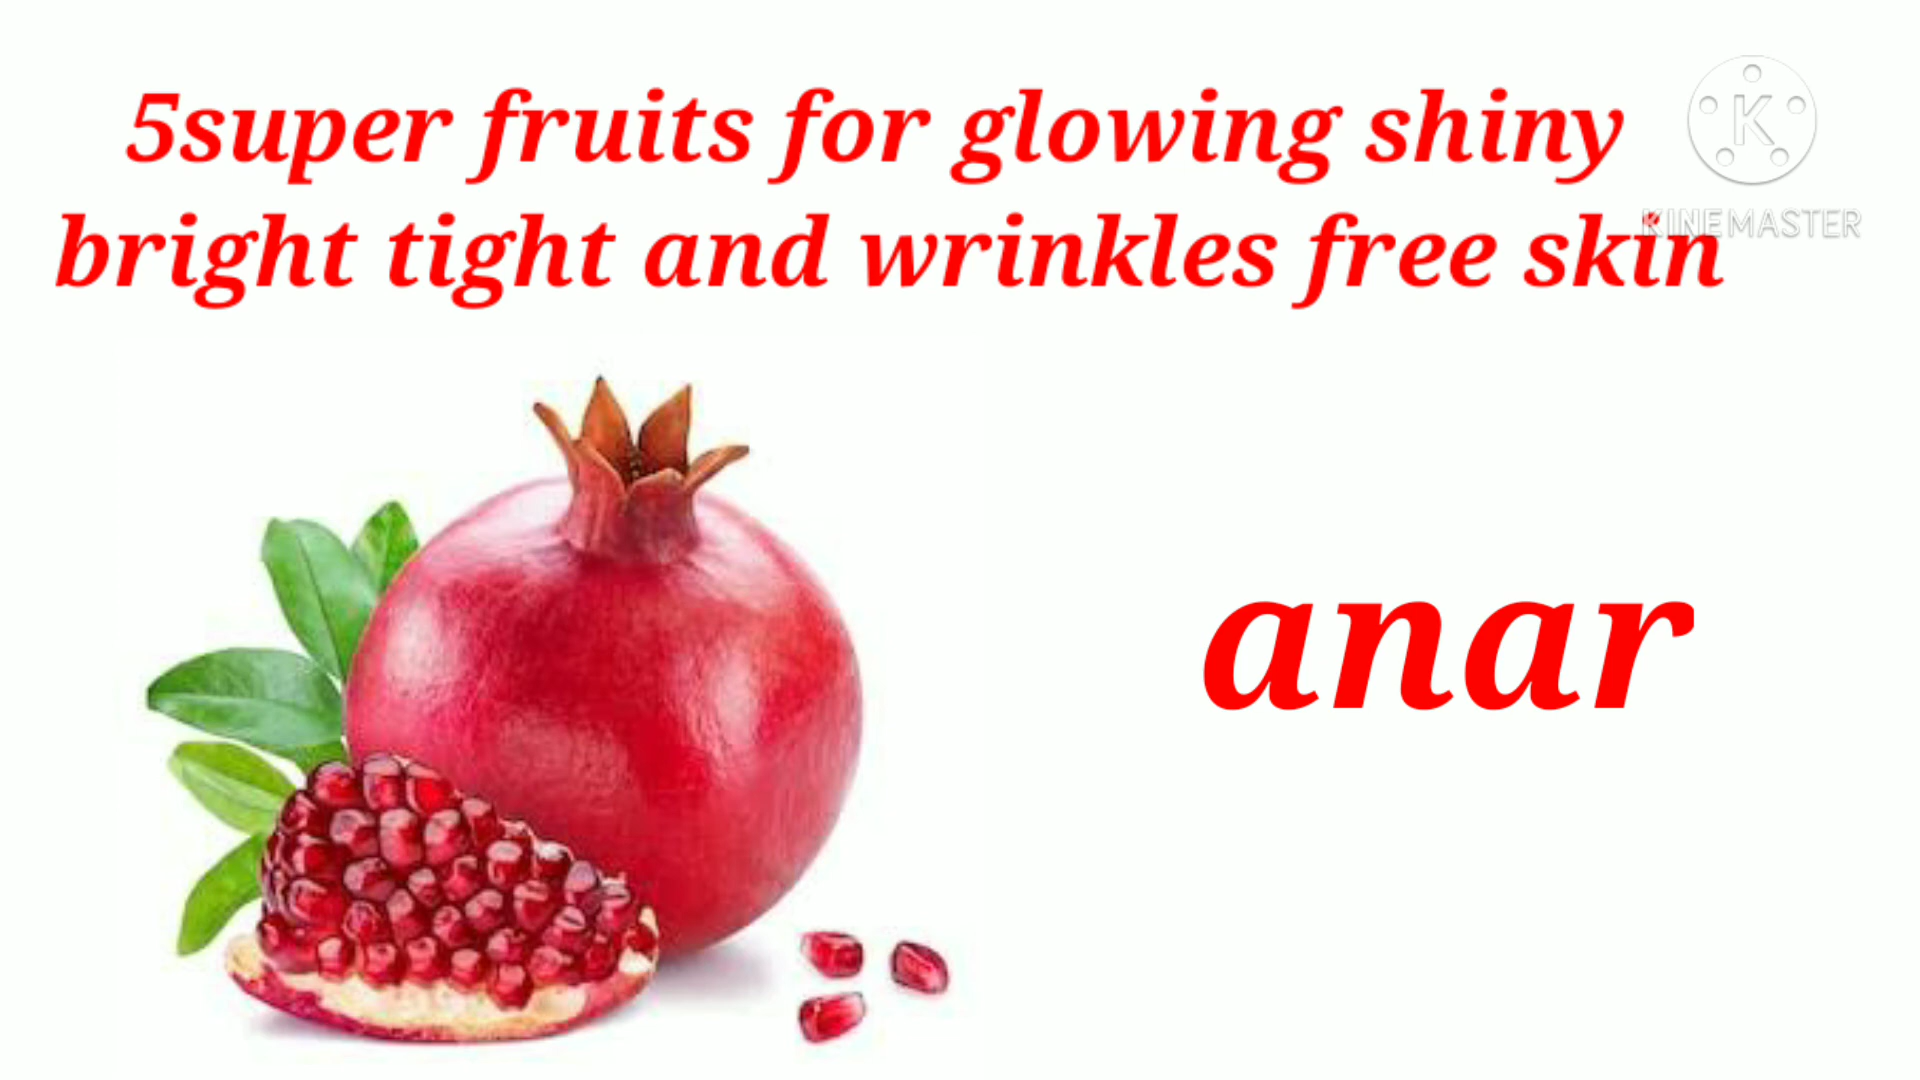 5super fruits for glowing shiny
bright tight and wrinkles free skin
K
KINEMASTER
anar